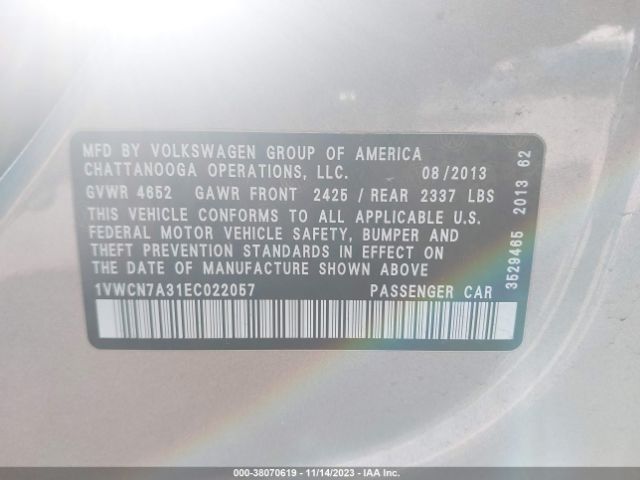 MFD BY VOLKSWAGEN GROUP OF AMERICA
CHATTANOOGA OPERATIONS, LLC. 08/2013
GVWR 4652 GAWR FRONT 2425 / REAR 2337 LBS
THIS VEHICLE CONFORMS TO ALL APPLICABLE U.S.
FEDERAL MOTOR VEHICLE SAFETY, BUMPER AND
THEFT PREVENTION STANDARDS IN EFFECT ON
THE DATE OF MANUFACTURE SHOWN ABOVE
1VWCN7A31EC022057 PASSENGER CAR
3529465 2013 62
000-38070619 - 11/14/2023 - IAA Inc.